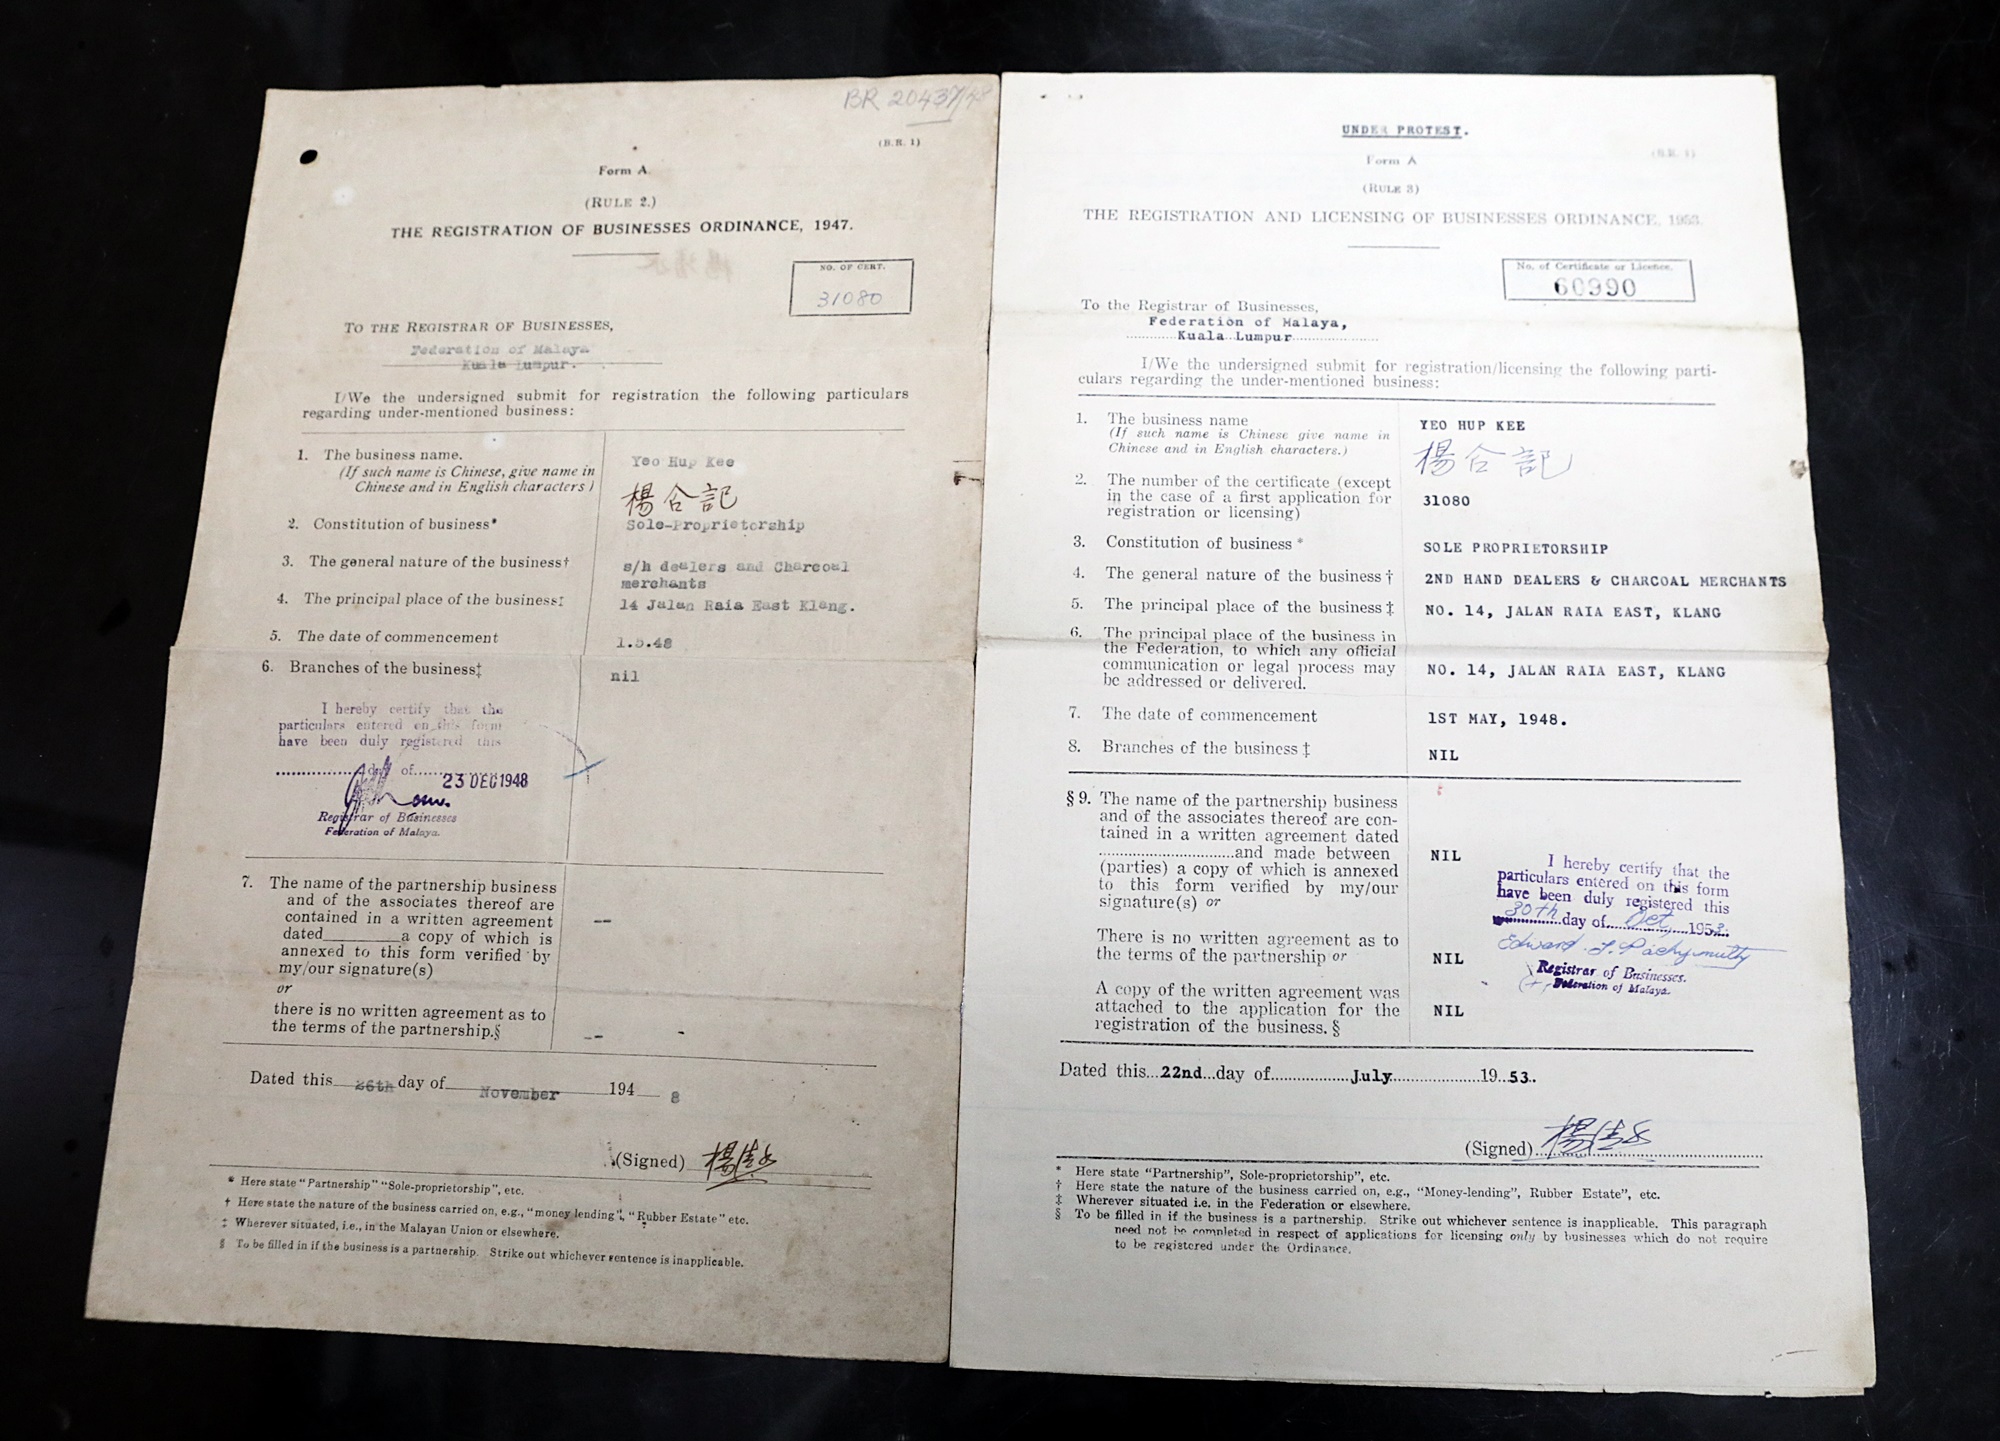 BR 20437/48
(B.R. 1)
Form A.
(RULE 2.)
THE REGISTRATION OF BUSINESSES ORDINANCE, 1947.
NO. OF CERT.
31080
TO THE REGISTRAR OF BUSINESSES,
Federation of Malaya
Kuala Lumpur.
I/We the undersigned submit for registration the following particulars
regarding under-mentioned business:
1. The business name. Yeo Hup Kee
(If such name is Chinese, give name in
Chinese and in English characters) 楊合記
2. Constitution of business* Sole-Proprietorship
3. The general nature of the business† s/h dealers and Charcoal
merchants
4. The principal place of the business‡ 14 Jalan Raia East Klang.
5. The date of commencement 1.5.48
6. Branches of the business‡ nil
I hereby certify that the
particulars entered on this form
have been duly registered this
day of 23 DEC 1948
Registrar of Businesses
Federation of Malaya.
7. The name of the partnership business
and of the associates thereof are
contained in a written agreement --
dated________a copy of which is
annexed to this form verified by
my/our signature(s)
or
there is no written agreement as to
the terms of the partnership.§ -- -
Dated this 26th day of November 194 8
(Signed) 楊
* Here state "Partnership" "Sole-proprietorship", etc.
† Here state the nature of the business carried on, e.g., "money lending", "Rubber Estate" etc.
‡ Wherever situated, i.e., in the Malayan Union or elsewhere.
§ To be filled in if the business is a partnership. Strike out whichever sentence is inapplicable.
UNDER PROTEST.
Form A
(B.R. 1)
(RULE 3)
THE REGISTRATION AND LICENSING OF BUSINESSES ORDINANCE, 1953.
No. of Certificate or Licence.
60990
To the Registrar of Businesses,
Federation of Malaya,
Kuala Lumpur
I/We the undersigned submit for registration/licensing the following parti-
culars regarding the under-mentioned business:
1. The business name YEO HUP KEE
(If such name is Chinese give name in
Chinese and in English characters.) 楊合記
2. The number of the certificate (except
in the case of a first application for 31080
registration or licensing)
3. Constitution of business * SOLE PROPRIETORSHIP
4. The general nature of the business † 2ND HAND DEALERS & CHARCOAL MERCHANTS
5. The principal place of the business ‡ NO. 14, JALAN RAIA EAST, KLANG
6. The principal place of the business in
the Federation, to which any official
communication or legal process may NO. 14, JALAN RAIA EAST, KLANG
be addressed or delivered.
7. The date of commencement 1ST MAY, 1948.
8. Branches of the business ‡ NIL
§ 9. The name of the partnership business
and of the associates thereof are con-
tained in a written agreement dated
..............................and made between NIL
(parties) a copy of which is annexed
to this form verified by my/our
signature(s) or
There is no written agreement as to
the terms of the partnership or NIL
A copy of the written agreement was
attached to the application for the NIL
registration of the business. §
I hereby certify that the
particulars entered on this form
have been duly registered this
30th day of Oct, 1953.
Registrar of Businesses.
Federation of Malaya.
Dated this...22nd...day of..................July....................19..53..
(Signed) 楊
* Here state "Partnership", Sole-proprietorship", etc.
† Here state the nature of the business carried on, e.g., "Money-lending", Rubber Estate", etc.
‡ Wherever situated i.e. in the Federation or elsewhere.
§ To be filled in if the business is a partnership. Strike out whichever sentence is inapplicable. This paragraph
need not be completed in respect of applications for licensing only by businesses which do not require
to be registered under the Ordinance.